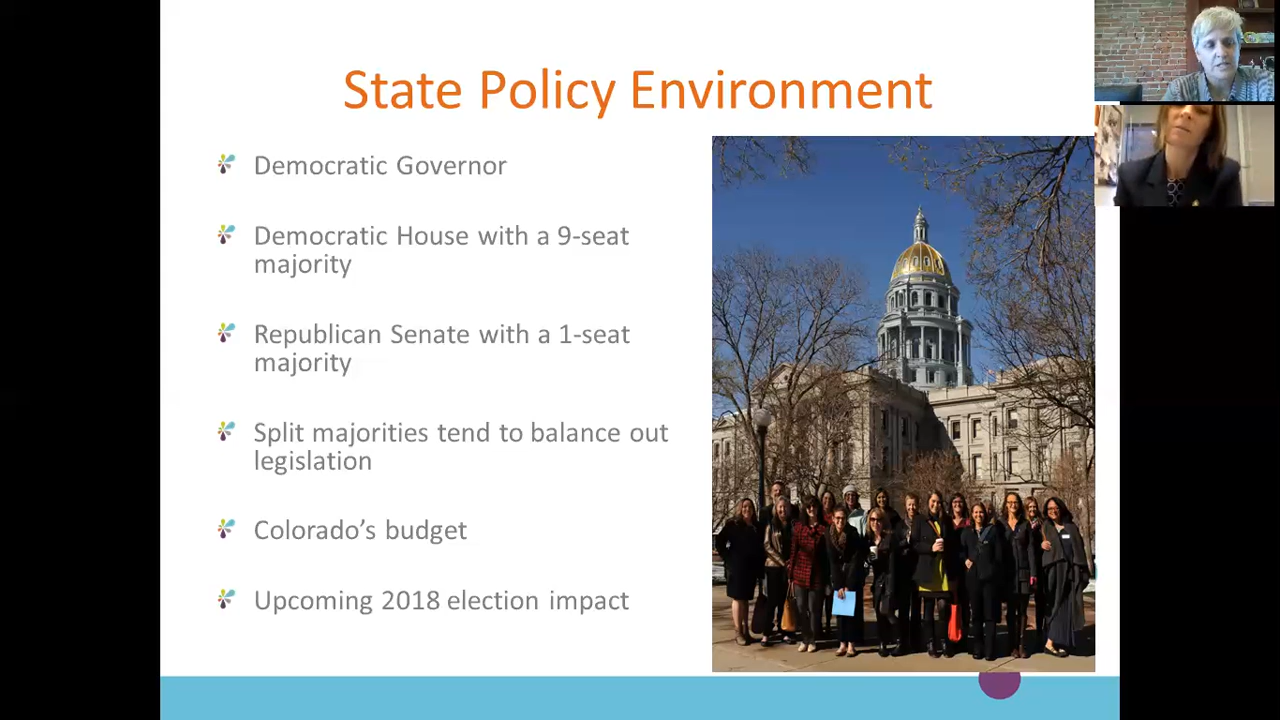 State Policy Environment
Democratic Governor
Democratic House with a 9-seat
majority
Republican Senate with a 1-seat
majority
Split majorities tend to balance out
legislation
Colorado’s budget
Upcoming 2018 election impact